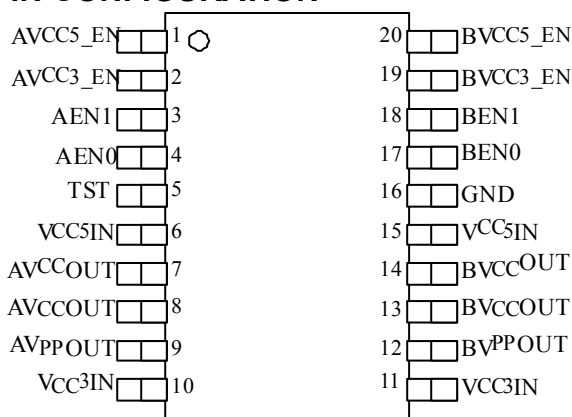 AVCC5_EN 1 20 BVCC5_EN
AVCC3_EN 2 19 BVCC3_EN
AEN1 3 18 BEN1
AEN0 4 17 BEN0
TST 5 16 GND
VCC5IN 6 15 VCC5IN
AVCCOUT 7 14 BVCCOUT
AVCCOUT 8 13 BVCCOUT
AVPPOUT 9 12 BVPPOUT
VCC3IN 10 11 VCC3IN